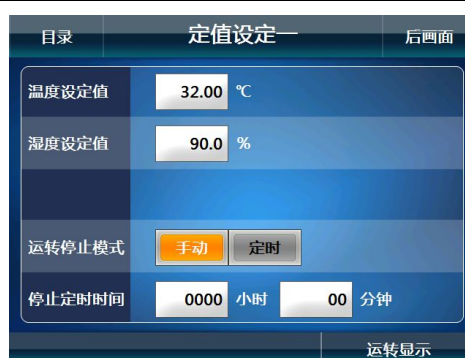 目录 定值设定一 后画面
温度设定值 32.00 ℃
湿度设定值 90.0 %
运转停止模式 手动 定时
停止定时时间 0000 小时 00 分钟
运转显示